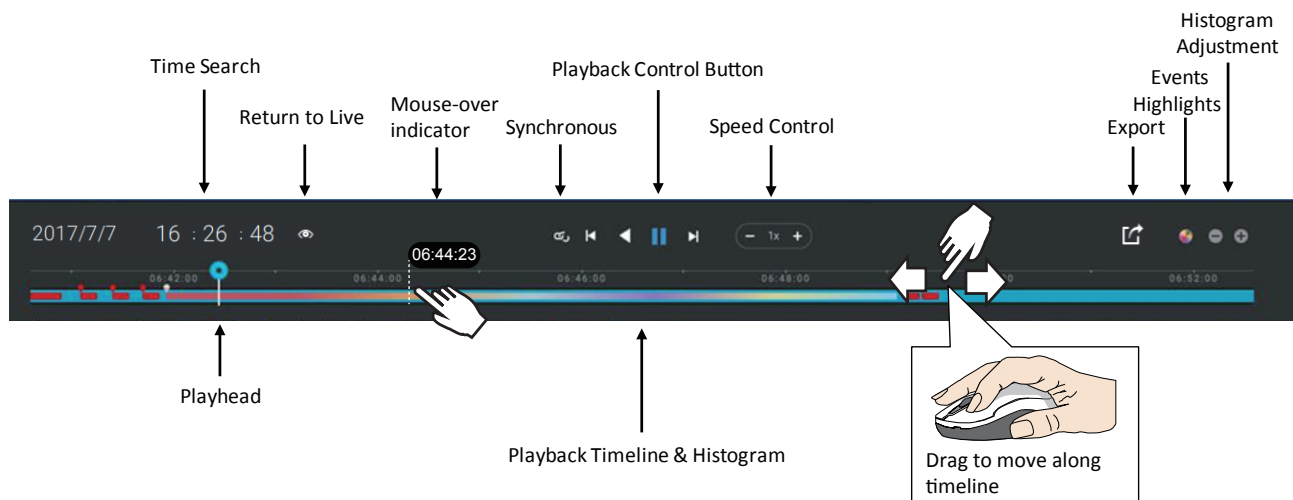 Histogram
Adjustment
Time Search
Playback Control Button
Events
Highlights
Return to Live
Mouse-over
indicator
Synchronous
Speed Control
Export
2017/7/7 16 : 26 : 48
1x
06:44:23
06:42:00 06:44:00 06:46:00 06:48:00 06:52:00
Playhead
Playback Timeline & Histogram
Drag to move along
timeline